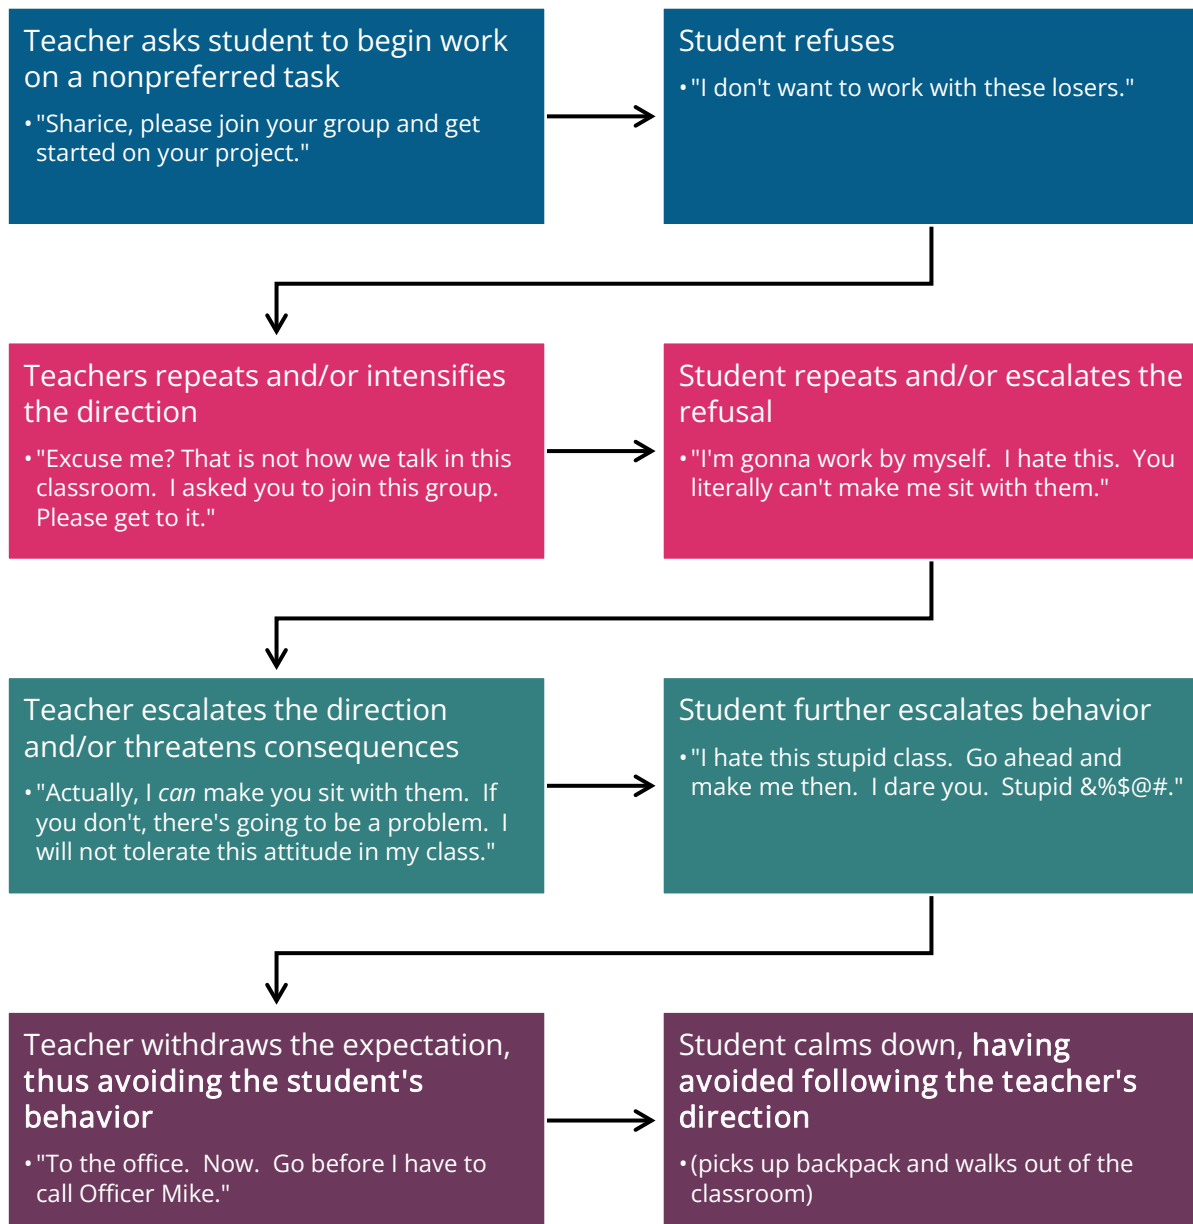 Teacher asks student to begin work
on a nonpreferred task
• "Sharice, please join your group and get
started on your project."
Student refuses
• "I don't want to work with these losers."
Teachers repeats and/or intensifies
the direction
• "Excuse me? That is not how we talk in this
classroom.  I asked you to join this group.
Please get to it."
Student repeats and/or escalates the
refusal
• "I'm gonna work by myself.  I hate this.  You
literally can't make me sit with them."
Teacher escalates the direction
and/or threatens consequences
• "Actually, I can make you sit with them.  If
you don't, there's going to be a problem.  I
will not tolerate this attitude in my class."
Student further escalates behavior
• "I hate this stupid class.  Go ahead and
make me then.  I dare you.  Stupid &%$@#."
Teacher withdraws the expectation,
thus avoiding the student's
behavior
• "To the office.  Now.  Go before I have to
call Officer Mike."
Student calms down, having
avoided following the teacher's
direction
• (picks up backpack and walks out of the
classroom)